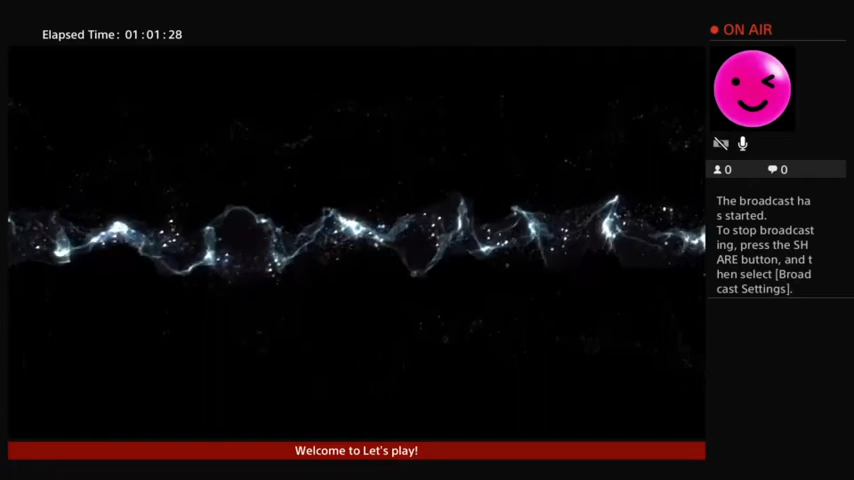 Elapsed Time: 01:01:28
ON AIR
0 0
The broadcast ha
s started.
To stop broadcast
ing, press the SH
ARE button, and t
hen select [Broad
cast Settings].
Welcome to Let's play!